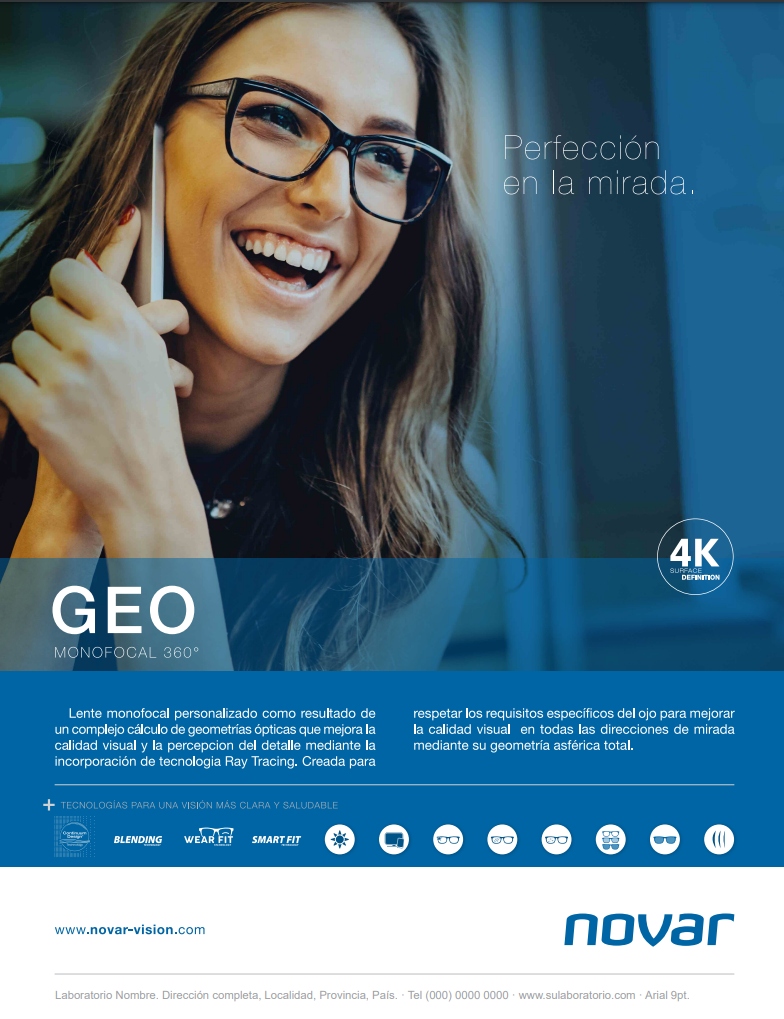 Perfección
en la mirada.
4K
SURFACE
DEFINITION
GEO
MONOFOCAL 360°
Lente monofocal personalizado como resultado de
un complejo cálculo de geometrías ópticas que mejora la
calidad visual y la percepcion del detalle mediante la
incorporación de tecnologia Ray Tracing. Creada para
respetar los requisitos específicos del ojo para mejorar
la calidad visual en todas las direcciones de mirada
mediante su geometría asférica total.
+ TECNOLOGÍAS PARA UNA VISIÓN MÁS CLARA Y SALUDABLE
Continuum
Design
BLENDING
WEAR FIT
SMART FIT
www.novar-vision.com
novar
Laboratorio Nombre. Dirección completa, Localidad, Provincia, País. · Tel (000) 0000 0000 · www.sulaboratorio.com · Arial 9pt.